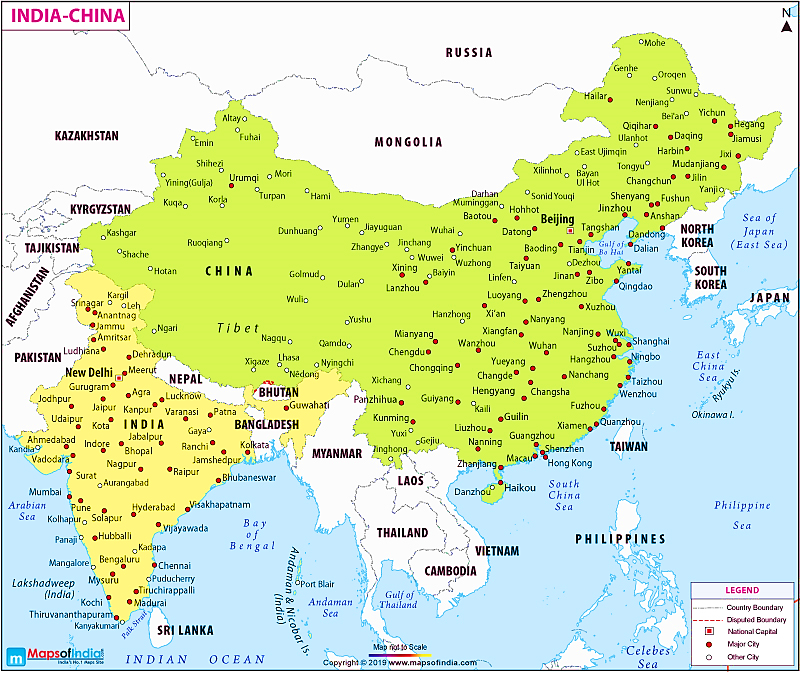 INDIA-CHINA
N
RUSSIA
KAZAKHSTAN
MONGOLIA
KYRGYZSTAN
TAJIKISTAN
AFGHANISTAN
PAKISTAN
NEPAL
BHUTAN
BANGLADESH
MYANMAR
LAOS
THAILAND
VIETNAM
CAMBODIA
PHILIPPINES
TAIWAN
JAPAN
NORTH
KOREA
SOUTH
KOREA
SRI LANKA
CHINA
Tibet
INDIA
Mohe
Genhe
Oroqen
Hailar
Nenjiang
Sunwu
Bei'an
Yichun
Qiqihar
Hegang
Ulanhot
Daqing
Jiamusi
Harbin
Jixi
East Ujimqin
Tongyu
Mudanjiang
Xilinhot
Bayan
Ul Hot
Changchun
Jilin
Yanji
Darhan
Muminggan
Sonid Youqi
Shenyang
Fushun
Jinzhou
Anshan
Baotou
Hohhot
Beijing
Datong
Tangshan
Dandong
Tianjin
Gulf of
Bo Hai
Dalian
Baoding
Dezhou
Yantai
Taiyuan
Jinan
Zibo
Qingdao
Linfen
Altay
Fuhai
Emin
Shihezi
Urumqi
Mori
Yining(Gulja)
Turpan
Hami
Kuqa
Korla
Kashgar
Shache
Hotan
Ruoqiang
Dunhuang
Yumen
Jiayuguan
Zhangye
Jinchang
Wuhai
Yinchuan
Wuwei
Wuzhong
Golmud
Dulan
Xining
Baiyin
Lanzhou
Wuli
Yushu
Ngari
Nagqu
Qamdo
Xigaze
Lhasa
Nêdong
Nyingchi
Luoyang
Zhengzhou
Xi'an
Xuzhou
Hanzhong
Nanyang
Xiangfan
Nanjing
Wuxi
Suzhou
Shanghai
Mianyang
Wanzhou
Wuhan
Hangzhou
Ningbo
Chengdu
Yueyang
Chongqing
Changde
Nanchang
Taizhou
Wenzhou
Xichang
Hengyang
Changsha
Panzhihua
Guiyang
Kaili
Fuzhou
Kunming
Guilin
Xiamen
Quanzhou
Yuxi
Liuzhou
Gejiu
Nanning
Guangzhou
Shenzhen
Jinghong
Macau
Hong Kong
Zhanjiang
Danzhou
Haikou
Kargil
Srinagar
Leh
Anantnag
Jammu
Amritsar
Ludhiana
Dehradun
New Delhi
Meerut
Gurugram
Agra
Lucknow
Jodhpur
Jaipur
Kanpur
Patna
Udaipur
Kota
Varanasi
Gaya
Guwahati
Ahmedabad
Indore
Jabalpur
Ranchi
Kandia
Bhopal
Jamshedpur
Kolkata
Vadodara
Nagpur
Raipur
Surat
Aurangabad
Bhubaneswar
Mumbai
Pune
Hyderabad
Visakhapatnam
Kolhapur
Solapur
Vijayawada
Panaji
Hubballi
Kadapa
Mangalore
Bengaluru
Chennai
Mysuru
Puducherry
Tiruchirappalli
Kochi
Madurai
Thiruvananthapuram
Kanyakumari
Palk Strait
Port Blair
Andaman & Nicobar Is.
(India)
Lakshadweep
(India)
Arabian
Sea
Bay
of
Bengal
Andaman
Sea
Gulf of
Thailand
South
China
Sea
Philippine
Sea
Celebes
Sea
East
China
Sea
Ryukyu Is.
Okinawa I.
Sea of
Japan
(East Sea)
INDIAN OCEAN
LEGEND
Country Boundary
Disputed Boundary
National Capital
Major City
Other City
m
MapsofIndia
India's No.1 Maps Site
Map not to Scale
Copyright © 2019 www.mapsofindia.com